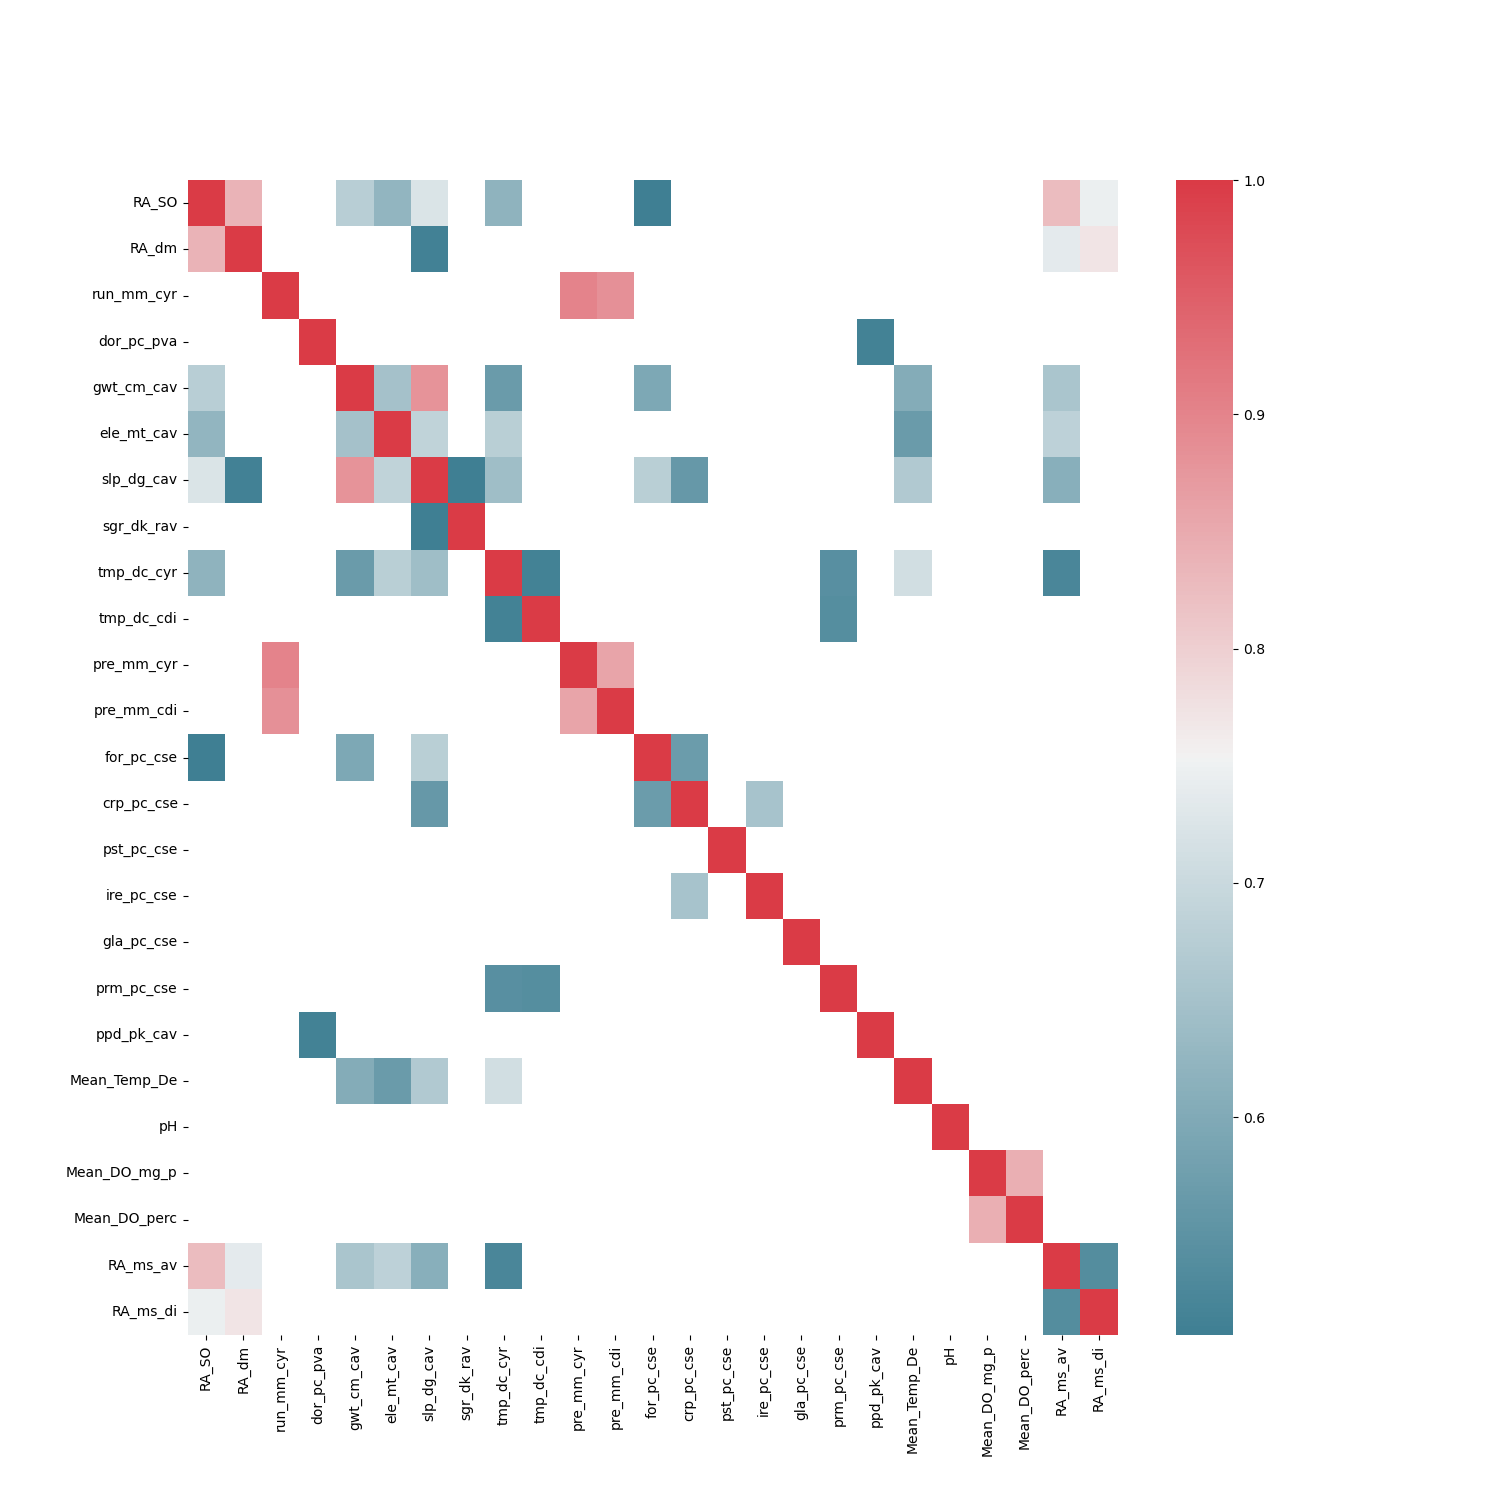 RA_SO
RA_dm
run_mm_cyr
dor_pc_pva
gwt_cm_cav
ele_mt_cav
slp_dg_cav
sgr_dk_rav
tmp_dc_cyr
tmp_dc_cdi
pre_mm_cyr
pre_mm_cdi
for_pc_cse
crp_pc_cse
pst_pc_cse
ire_pc_cse
gla_pc_cse
prm_pc_cse
ppd_pk_cav
Mean_Temp_De
pH
Mean_DO_mg_p
Mean_DO_perc
RA_ms_av
RA_ms_di
RA_SO
RA_dm
run_mm_cyr
dor_pc_pva
gwt_cm_cav
ele_mt_cav
slp_dg_cav
sgr_dk_rav
tmp_dc_cyr
tmp_dc_cdi
pre_mm_cyr
pre_mm_cdi
for_pc_cse
crp_pc_cse
pst_pc_cse
ire_pc_cse
gla_pc_cse
prm_pc_cse
ppd_pk_cav
Mean_Temp_De
pH
Mean_DO_mg_p
Mean_DO_perc
RA_ms_av
RA_ms_di
1.0
0.9
0.8
0.7
0.6